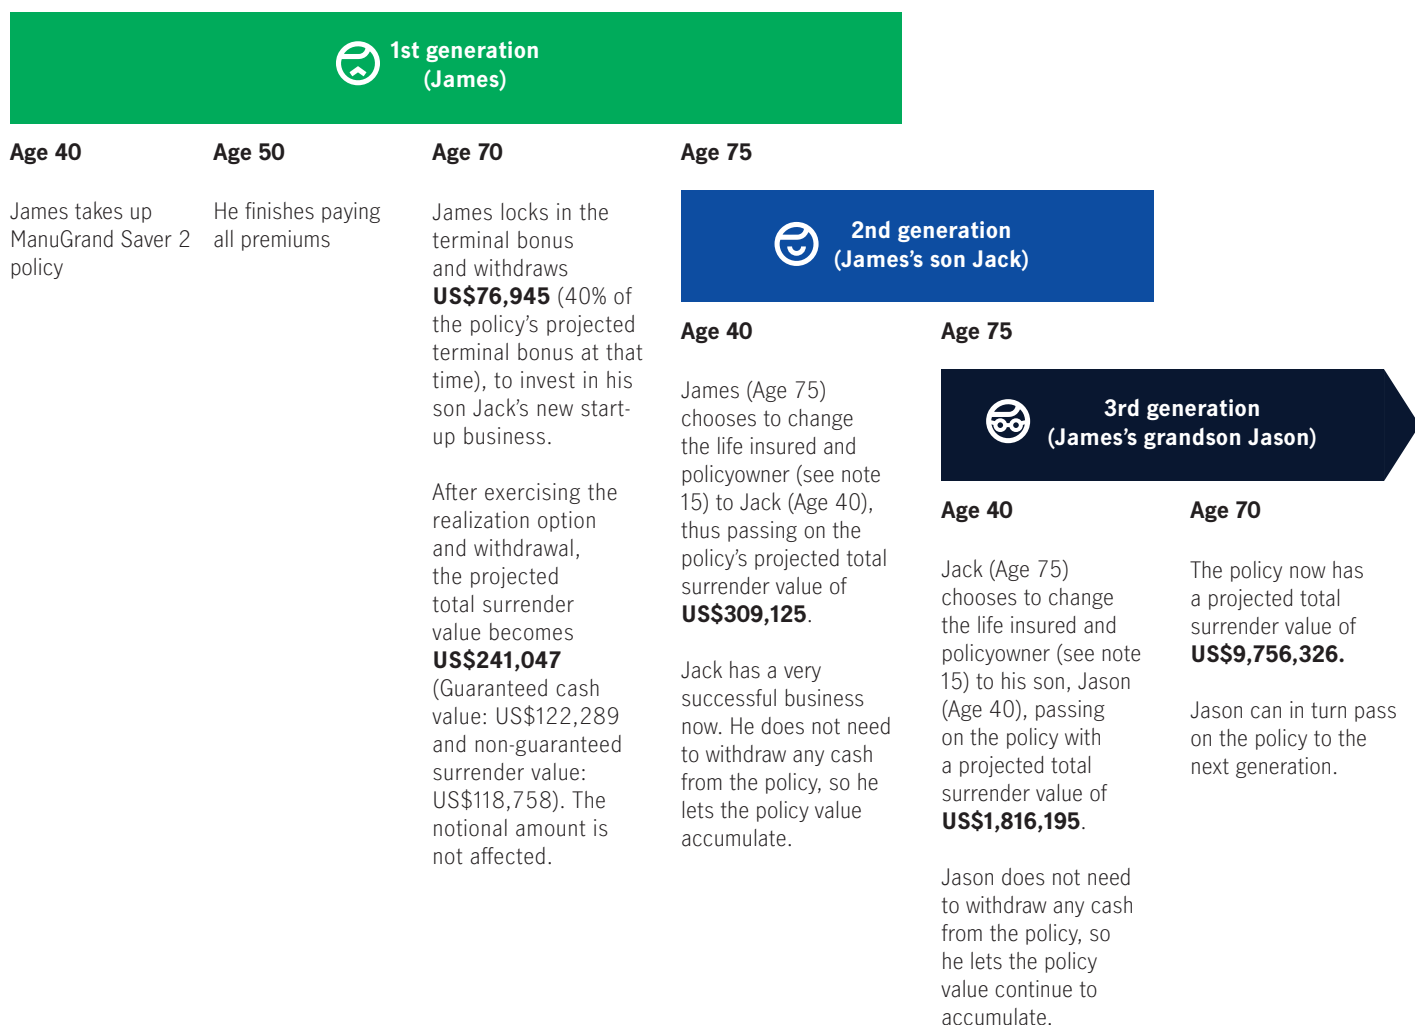 1st generation
(James)
Age 40
James takes up
ManuGrand Saver 2
policy
Age 50
He finishes paying
all premiums
Age 70
James locks in the
terminal bonus
and withdraws
US$76,945 (40% of
the policy’s projected
terminal bonus at that
time), to invest in his
son Jack’s new start-
up business.
After exercising the
realization option
and withdrawal,
the projected
total surrender
value becomes
US$241,047
(Guaranteed cash
value: US$122,289
and non-guaranteed
surrender value:
US$118,758). The
notional amount is
not affected.
Age 75
2nd generation
(James’s son Jack)
Age 40
James (Age 75)
chooses to change
the life insured and
policyowner (see note
15) to Jack (Age 40),
thus passing on the
policy’s projected total
surrender value of
US$309,125.
Jack has a very
successful business
now. He does not need
to withdraw any cash
from the policy, so he
lets the policy value
accumulate.
Age 75
3rd generation
(James’s grandson Jason)
Age 40
Jack (Age 75)
chooses to change
the life insured and
policyowner (see note
15) to his son, Jason
(Age 40), passing
on the policy with
a projected total
surrender value of
US$1,816,195.
Jason does not need
to withdraw any cash
from the policy, so
he lets the policy
value continue to
accumulate.
Age 70
The policy now has
a projected total
surrender value of
US$9,756,326.
Jason can in turn pass
on the policy to the
next generation.